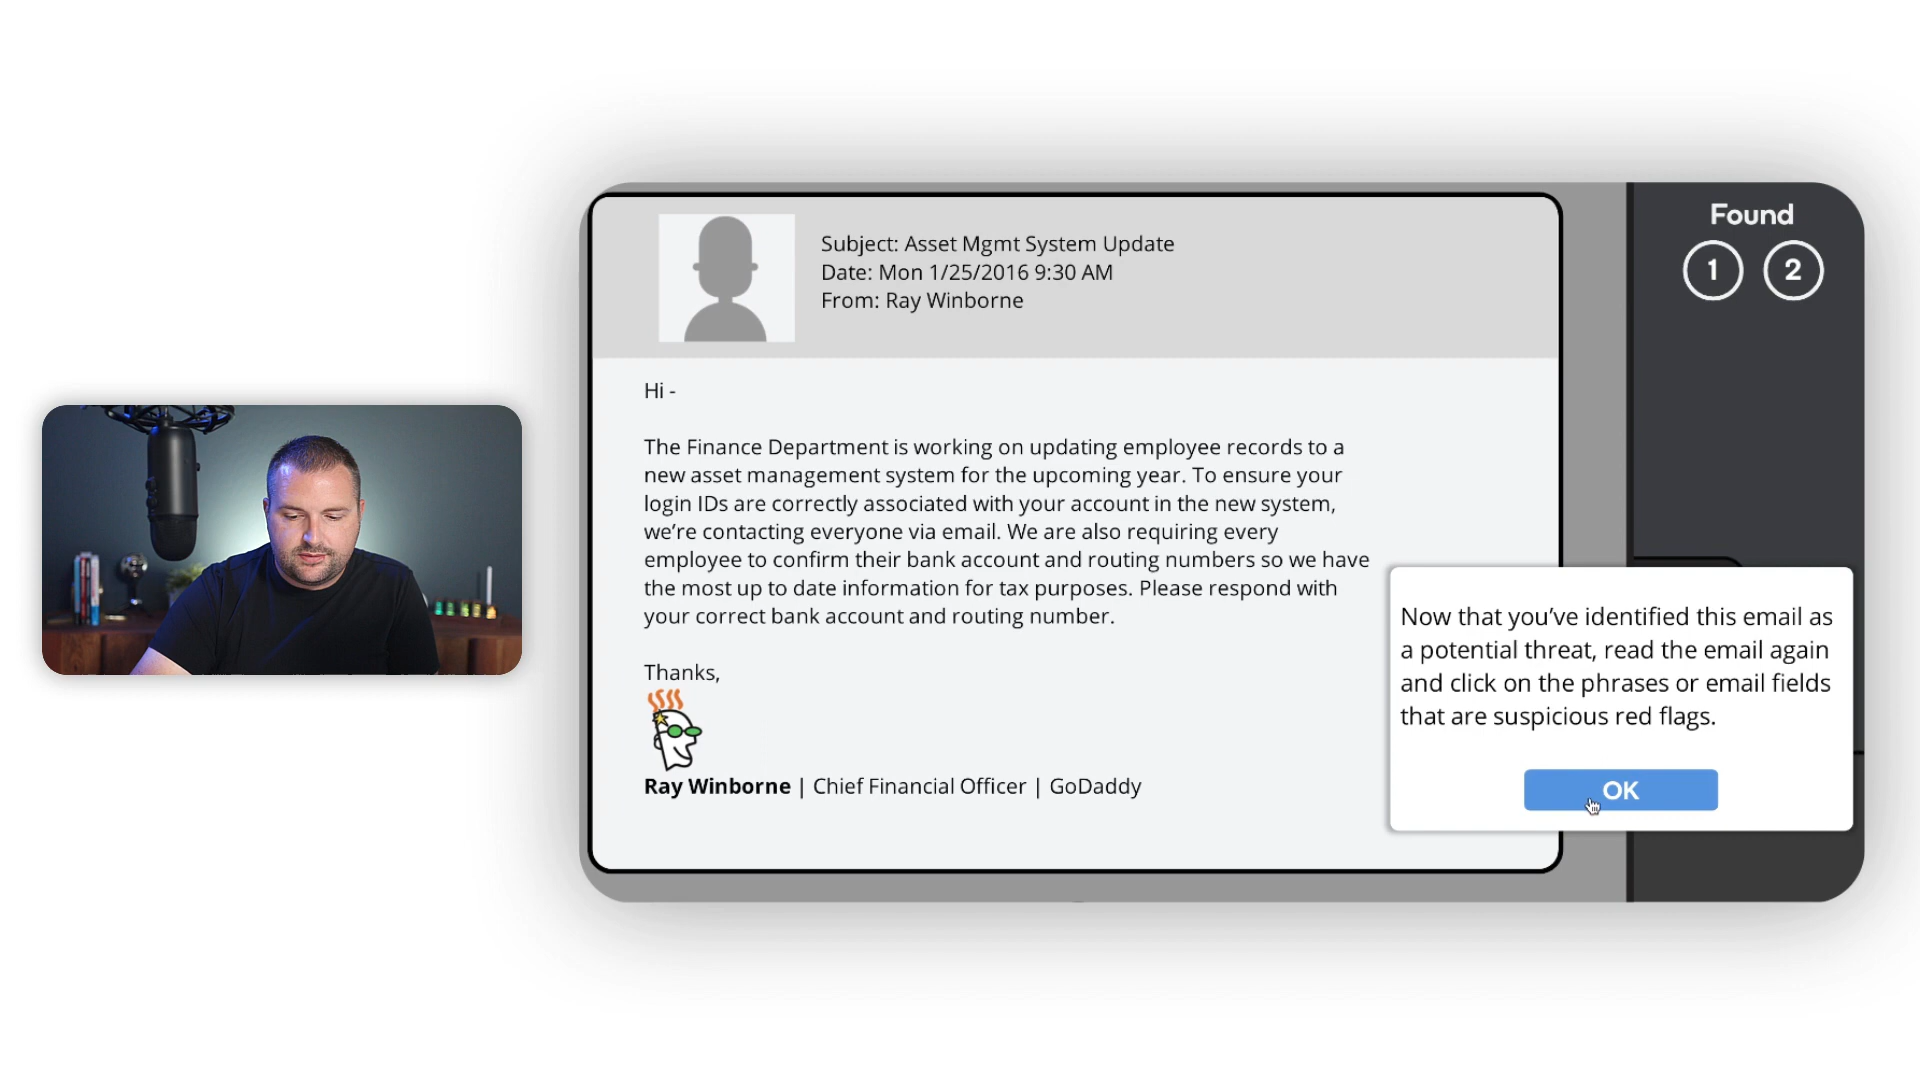 Subject: Asset Mgmt System Update
Date: Mon 1/25/2016 9:30 AM
From: Ray Winborne
Hi -
The Finance Department is working on updating employee records to a
new asset management system for the upcoming year. To ensure your
login IDs are correctly associated with your account in the new system,
we’re contacting everyone via email. We are also requiring every
employee to confirm their bank account and routing numbers so we have
the most up to date information for tax purposes. Please respond with
your correct bank account and routing number.
Thanks,
Ray Winborne | Chief Financial Officer | GoDaddy
Found
1 2
Now that you’ve identified this email as
a potential threat, read the email again
and click on the phrases or email fields
that are suspicious red flags.
OK